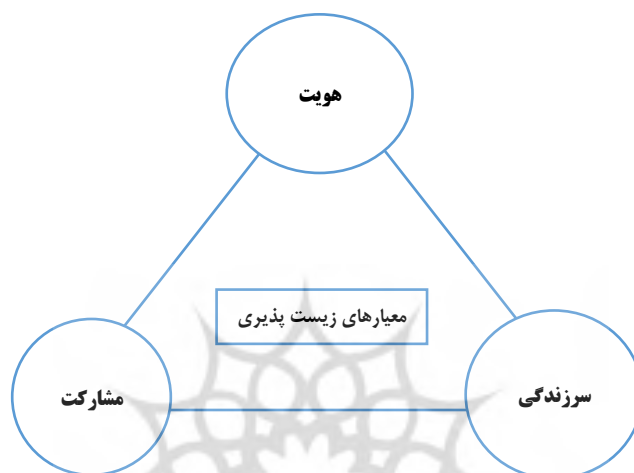 هویت
معیارهای زیست پذیری
سرزندگی
مشارکت